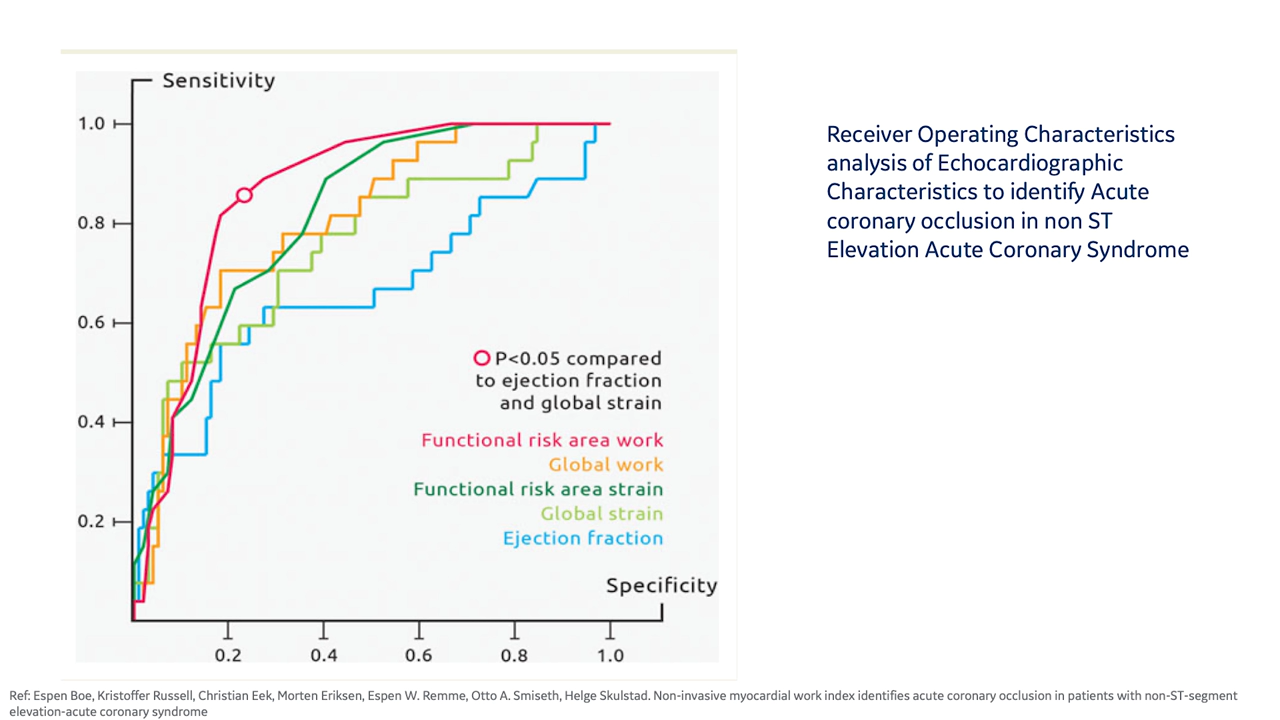 Sensitivity
1.0
0.8
0.6
0.4
0.2
P<0.05 compared
to ejection fraction
and global strain
Functional risk area work
Global work
Functional risk area strain
Global strain
Ejection fraction
Specificity
0.2 0.4 0.6 0.8 1.0
Receiver Operating Characteristics
analysis of Echocardiographic
Characteristics to identify Acute
coronary occlusion in non ST
Elevation Acute Coronary Syndrome
Ref: Espen Boe, Kristoffer Russell, Christian Eek, Morten Eriksen, Espen W. Remme, Otto A. Smiseth, Helge Skulstad. Non-invasive myocardial work index identifies acute coronary occlusion in patients with non-ST-segment
elevation-acute coronary syndrome